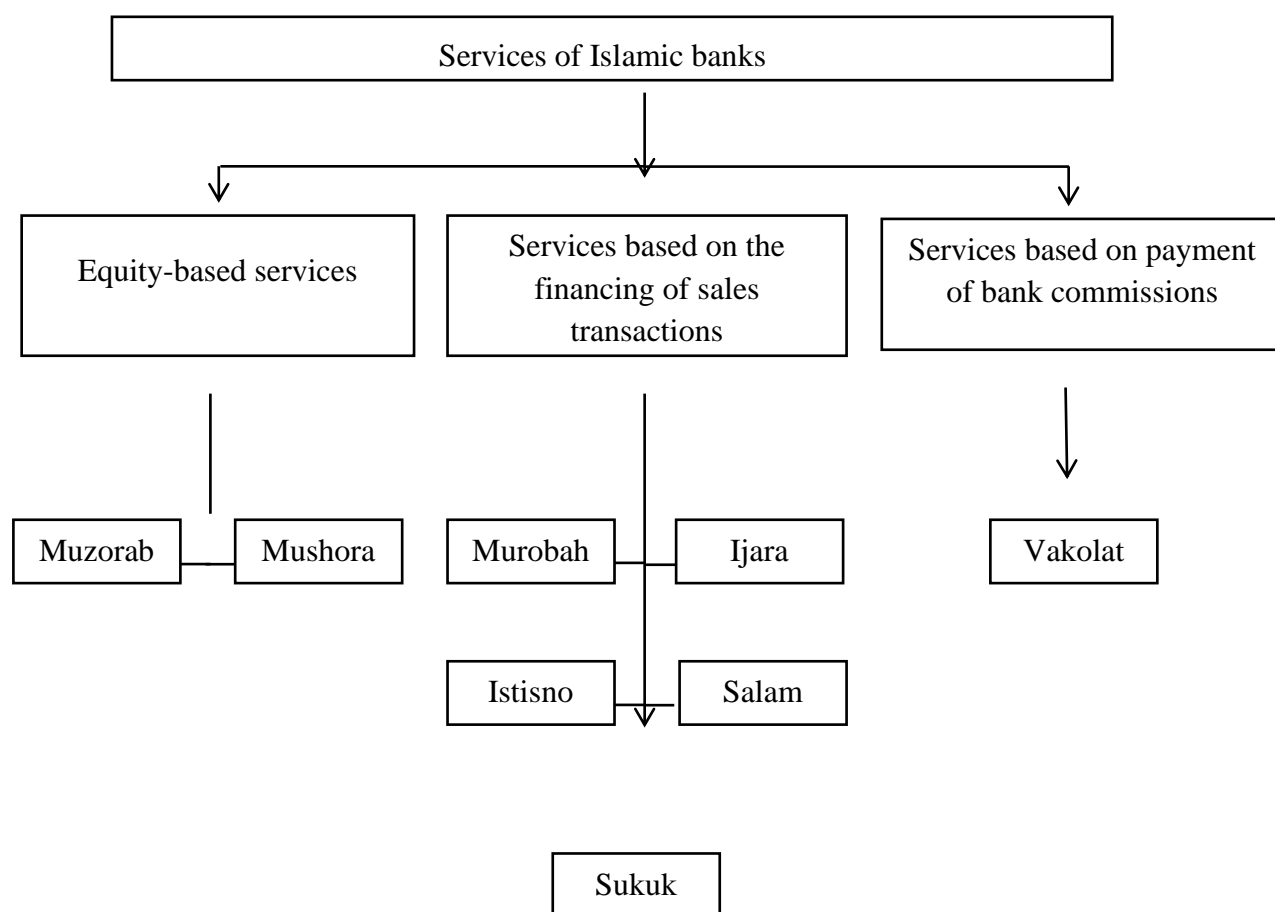 Services of Islamic banks
Equity-based services
Services based on the
financing of sales
transactions
Services based on payment
of bank commissions
Muzorab
Mushora
Murobah
Ijara
Vakolat
Istisno
Salam
Sukuk